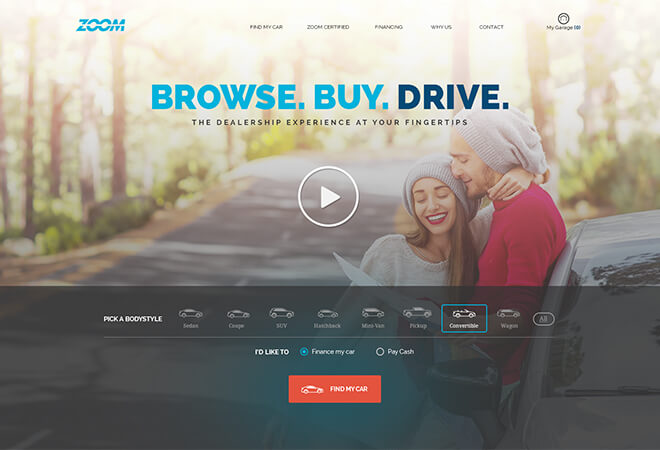 ZOOM
FIND MY CAR ZOOM CERTIFIED FINANCING WHY US CONTACT
My Garage (0)
BROWSE. BUY. DRIVE.
THE DEALERSHIP EXPERIENCE AT YOUR FINGERTIPS
PICK A BODYSTYLE Sedan Coupe SUV Hatchback Mini-Van Pickup Convertible Wagon All
I'D LIKE TO Finance my car Pay Cash
FIND MY CAR